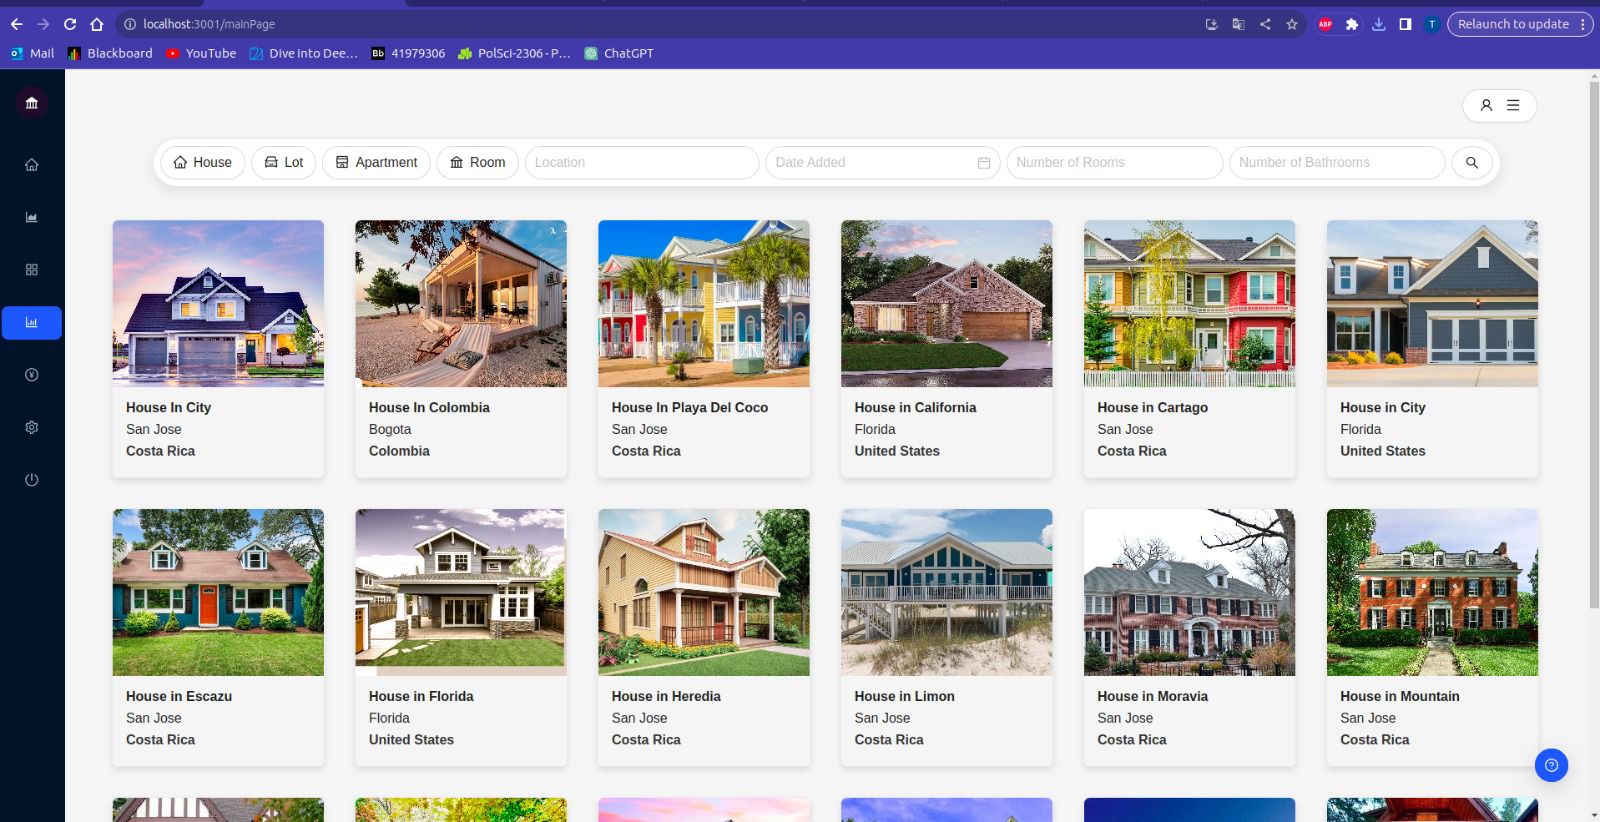 localhost:3001/mainPage
Relaunch to update
Mail
Blackboard
YouTube
Dive into Dee...
41979306
PolSci-2306 - P...
ChatGPT
House
Lot
Apartment
Room
Location
Date Added
Number of Rooms
Number of Bathrooms
House In City
San Jose
Costa Rica
House In Colombia
Bogota
Colombia
House In Playa Del Coco
San Jose
Costa Rica
House in California
Florida
United States
House in Cartago
San Jose
Costa Rica
House in City
Florida
United States
House in Escazu
San Jose
Costa Rica
House in Florida
Florida
United States
House in Heredia
San Jose
Costa Rica
House in Limon
San Jose
Costa Rica
House in Moravia
San Jose
Costa Rica
House in Mountain
San Jose
Costa Rica